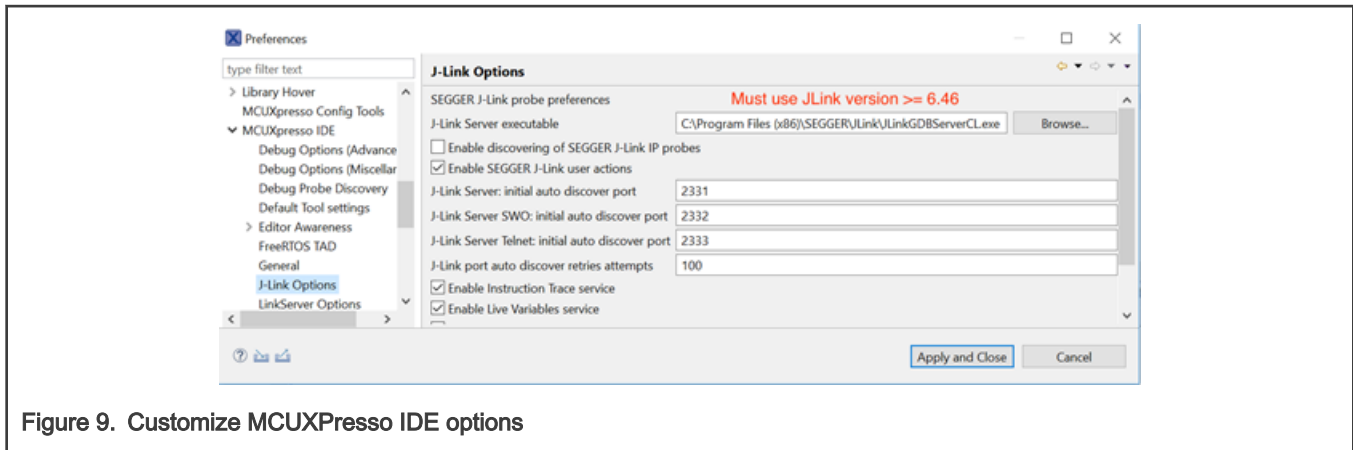 Preferences
type filter text
> Library Hover
MCUXpresso Config Tools
MCUXpresso IDE
Debug Options (Advance
Debug Options (Miscellar
Debug Probe Discovery
Default Tool settings
> Editor Awareness
FreeRTOS TAD
General
J-Link Options
LinkServer Options
J-Link Options
SEGGER J-Link probe preferences
Must use JLink version >= 6.46
J-Link Server executable
C:\Program Files (x86)\SEGGER\JLink\JLinkGDBServerCL.exe
Browse...
Enable discovering of SEGGER J-Link IP probes
Enable SEGGER J-Link user actions
J-Link Server: initial auto discover port 2331
J-Link Server SWO: initial auto discover port 2332
J-Link Server Telnet: initial auto discover port 2333
J-Link port auto discover retries attempts 100
Enable Instruction Trace service
Enable Live Variables service
Apply and Close
Cancel
Figure 9. Customize MCUXPresso IDE options